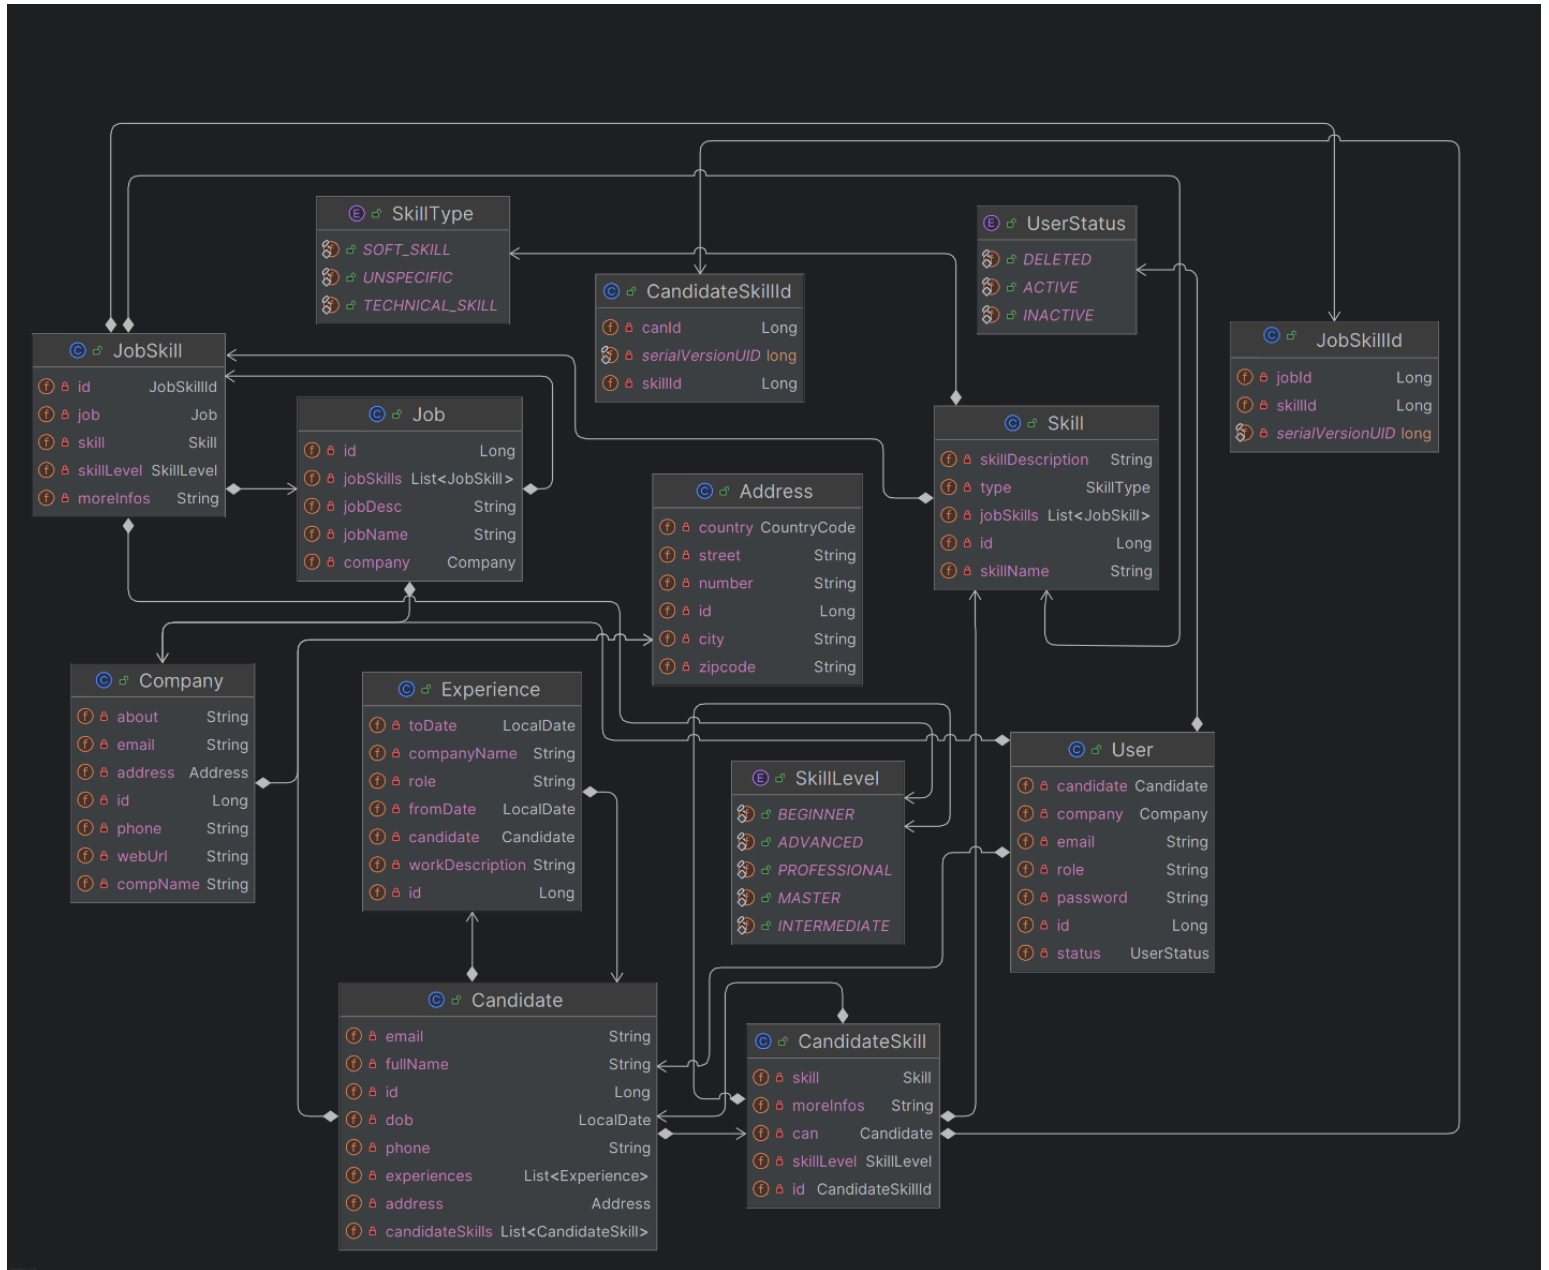 SkillType
SOFT_SKILL
UNSPECIFIC
TECHNICAL_SKILL
UserStatus
DELETED
ACTIVE
INACTIVE
CandidateSkillId
canId Long
serialVersionUID long
skillId Long
JobSkillId
jobId Long
skillId Long
serialVersionUID long
JobSkill
id JobSkillId
job Job
skill Skill
skillLevel SkillLevel
moreInfos String
Job
id Long
jobSkills List<JobSkill>
jobDesc String
jobName String
company Company
Skill
skillDescription String
type SkillType
jobSkills List<JobSkill>
id Long
skillName String
Address
country CountryCode
street String
number String
id Long
city String
zipcode String
Company
about String
email String
address Address
id Long
phone String
webUrl String
compName String
Experience
toDate LocalDate
companyName String
role String
fromDate LocalDate
candidate Candidate
workDescription String
id Long
SkillLevel
BEGINNER
ADVANCED
PROFESSIONAL
MASTER
INTERMEDIATE
User
candidate Candidate
company Company
email String
role String
password String
id Long
status UserStatus
Candidate
email String
fullName String
id Long
dob LocalDate
phone String
experiences List<Experience>
address Address
candidateSkills List<CandidateSkill>
CandidateSkill
skill Skill
moreInfos String
can Candidate
skillLevel SkillLevel
id CandidateSkillId